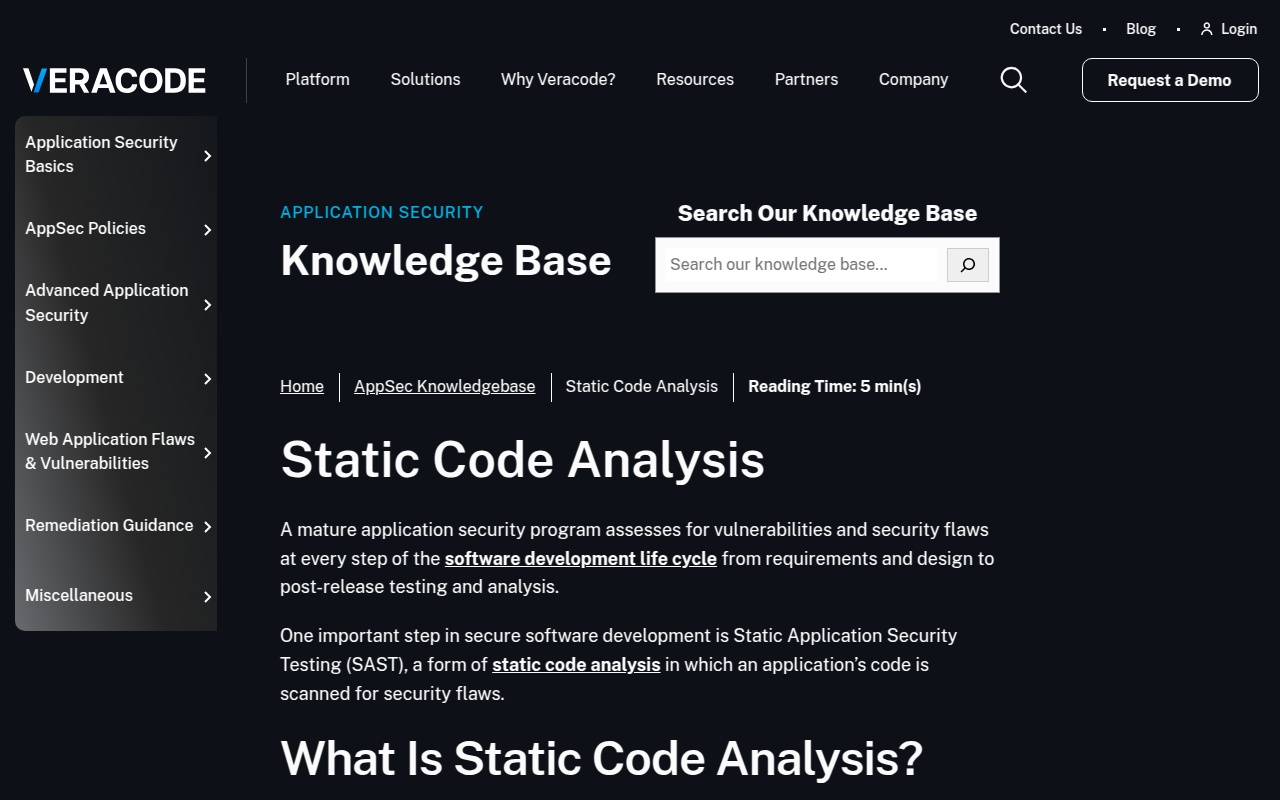 Contact Us
Blog
Login
VERACODE
Platform
Solutions
Why Veracode?
Resources
Partners
Company
Request a Demo
Application Security
Basics
AppSec Policies
Advanced Application
Security
Development
Web Application Flaws
& Vulnerabilities
Remediation Guidance
Miscellaneous
APPLICATION SECURITY
Knowledge Base
Search Our Knowledge Base
Search our knowledge base...
Home
AppSec Knowledgebase
Static Code Analysis
Reading Time: 5 min(s)
Static Code Analysis
A mature application security program assesses for vulnerabilities and security flaws
at every step of the software development life cycle from requirements and design to
post-release testing and analysis.
One important step in secure software development is Static Application Security
Testing (SAST), a form of static code analysis in which an application’s code is
scanned for security flaws.
What Is Static Code Analysis?